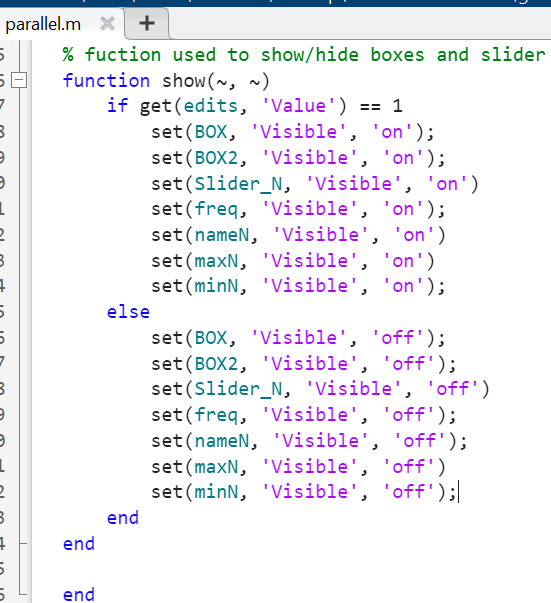 parallel.m
% fuction used to show/hide boxes and slider
function show(~, ~)
if get(edits, 'Value') == 1
set(BOX, 'Visible', 'on');
set(BOX2, 'Visible', 'on');
set(Slider_N, 'Visible', 'on')
set(freq, 'Visible', 'on');
set(nameN, 'Visible', 'on')
set(maxN, 'Visible', 'on')
set(minN, 'Visible', 'on');
else
set(BOX, 'Visible', 'off');
set(BOX2, 'Visible', 'off');
set(Slider_N, 'Visible', 'off')
set(freq, 'Visible', 'off');
set(nameN, 'Visible', 'off');
set(maxN, 'Visible', 'off')
set(minN, 'Visible', 'off');
end
end
end